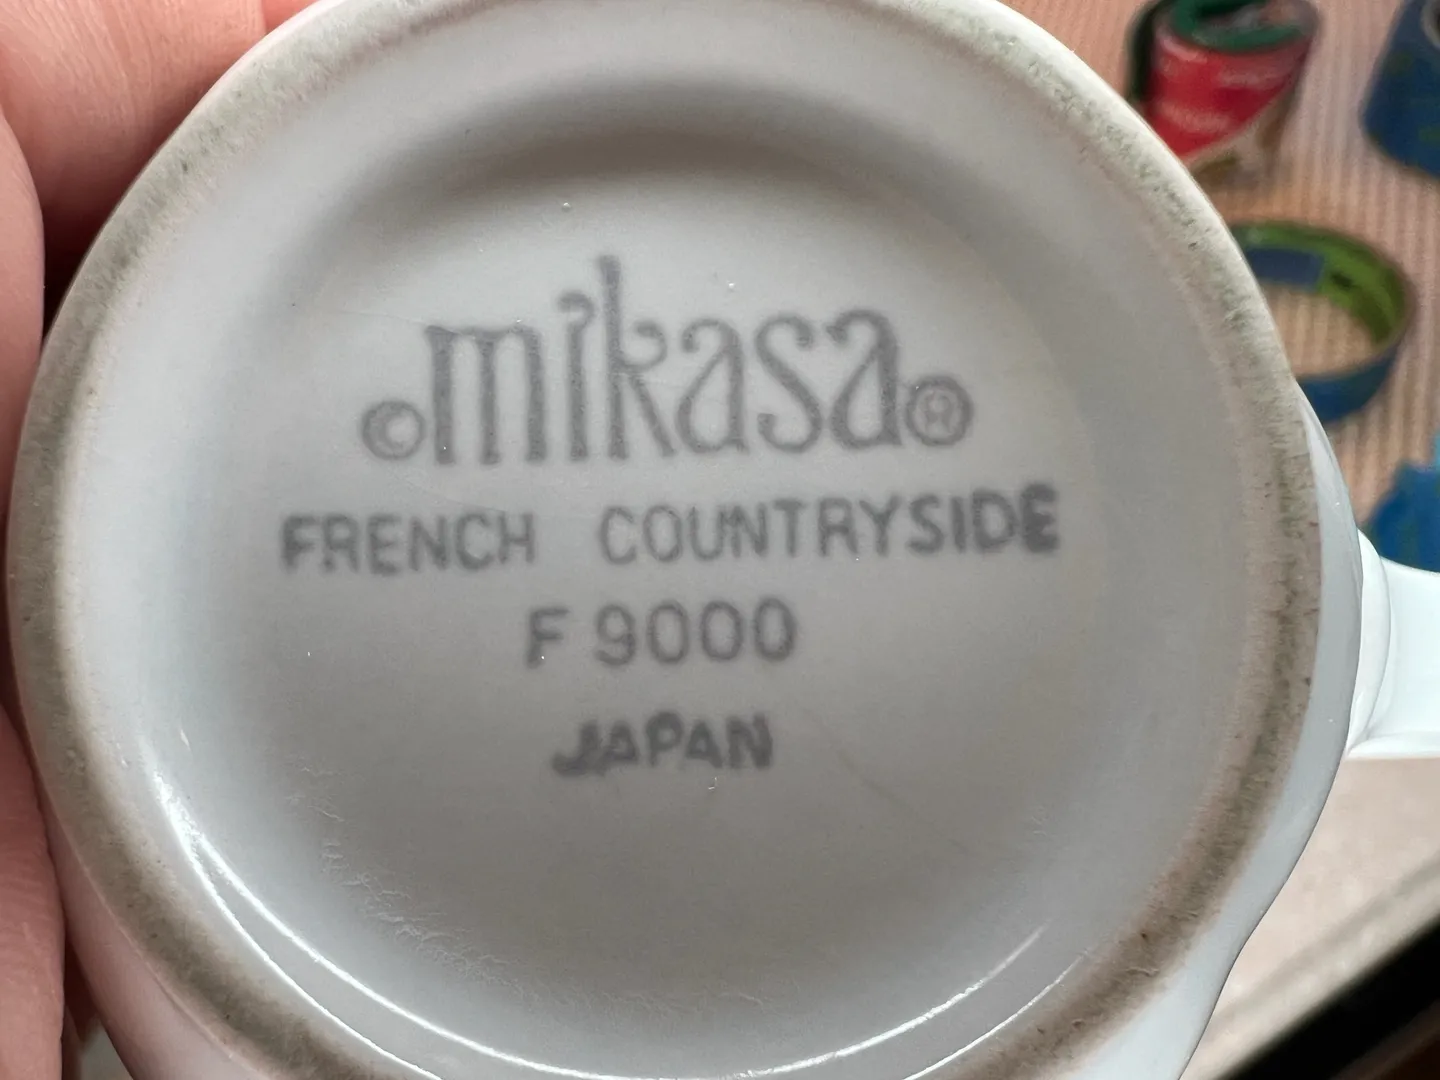 ©mikasa®
FRENCH COUNTRYSIDE
F 9000
JAPAN